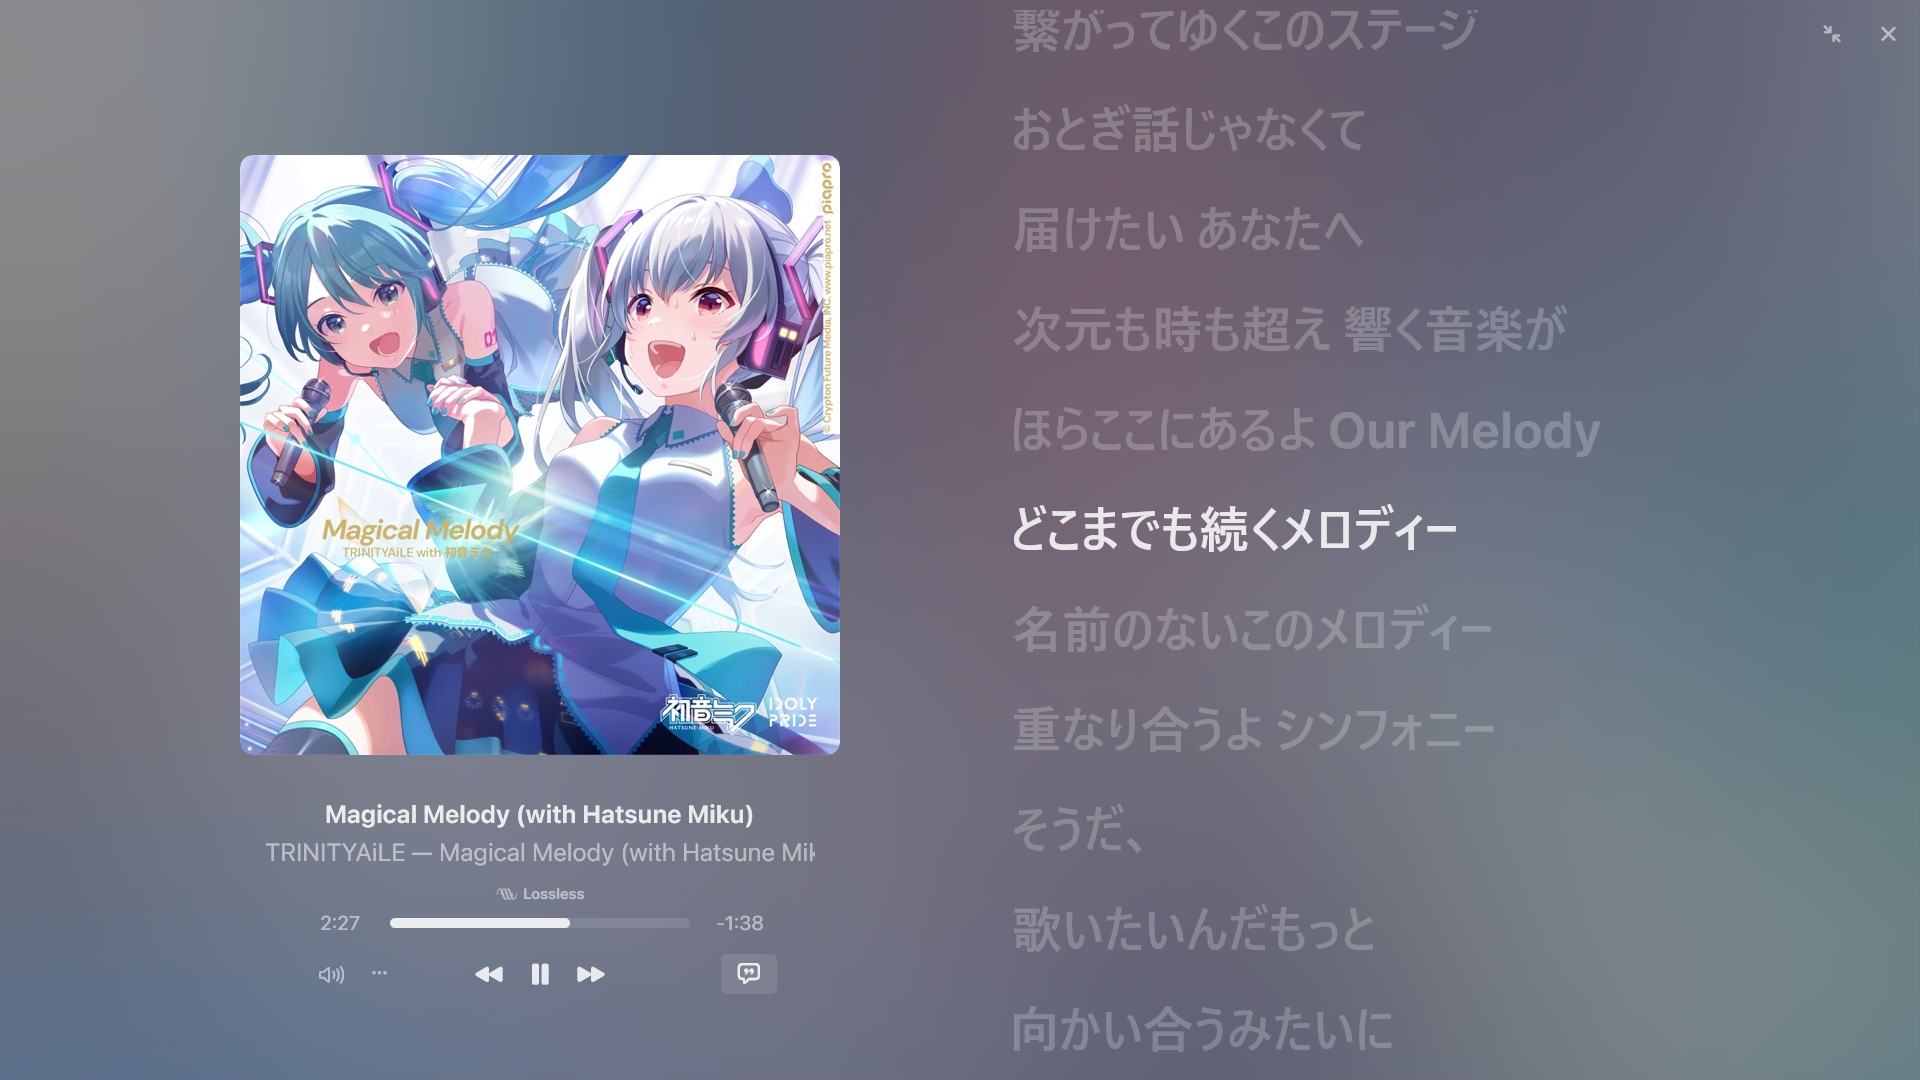 piapro
© Crypton Future Media, INC. www.piapro.net
01
Magical Melody
TRINITYAiLE with 初音ミク
初音ミク
HATSUNE MIKU
IDOLY
PRIDE
Magical Melody (with Hatsune Miku)
TRINITYAiLE — Magical Melody (with Hatsune Mik
Lossless
2:27
-1:38
繋がってゆくこのステージ
おとぎ話じゃなくて
届けたい あなたへ
次元も時も超え 響く音楽が
ほらここにあるよ Our Melody
どこまでも続くメロディー
名前のないこのメロディー
重なり合うよ シンフォニー
そうだ、
歌いたいんだもっと
向かい合うみたいに